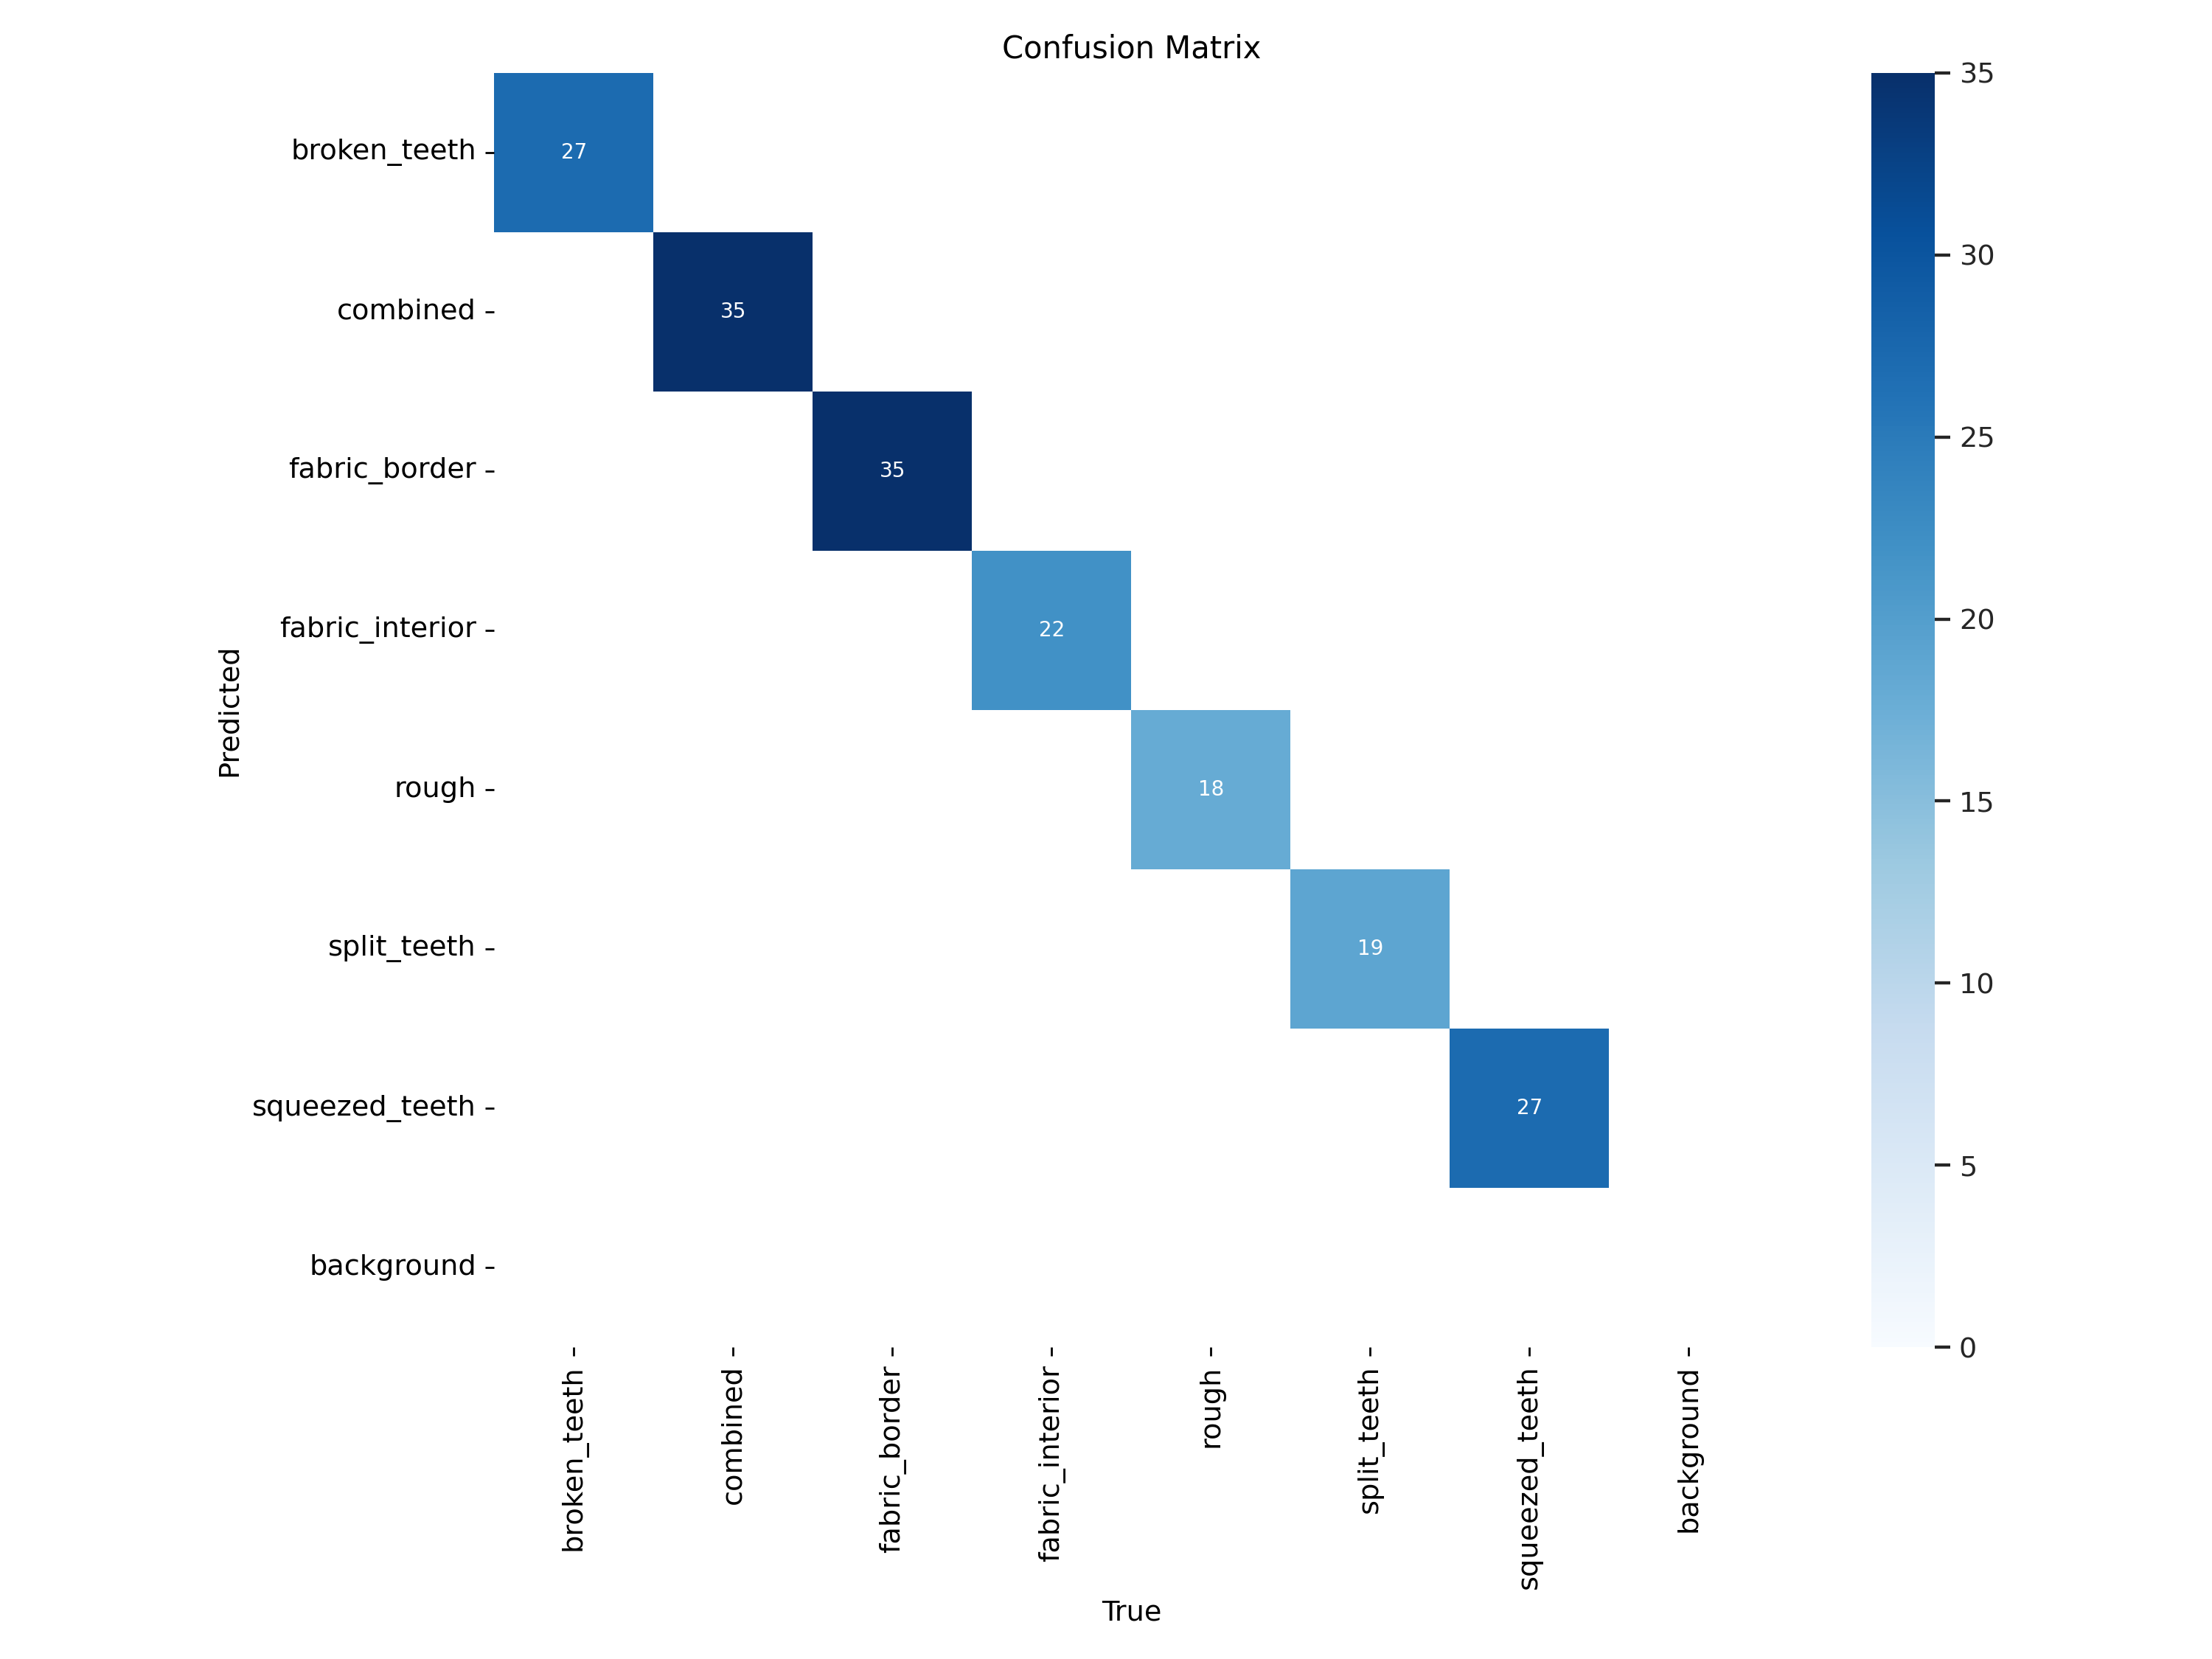 Confusion Matrix
broken_teeth
combined
fabric_border
fabric_interior
rough
split_teeth
squeezed_teeth
background
Predicted
27
35
35
22
18
19
27
35
30
25
20
15
10
5
0
broken_teeth
combined
fabric_border
fabric_interior
rough
split_teeth
squeezed_teeth
background
True